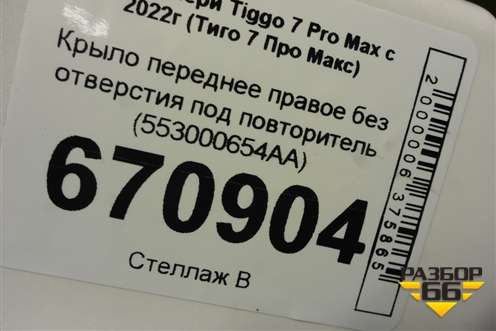 Tiggo 7 Pro Max с
2022г (Тиго 7 Про Макс)
Крыло переднее правое без
отверстия под повторитель
(553000654AA)
670904
Стеллаж В
2000006375865
РАЗБОР
66